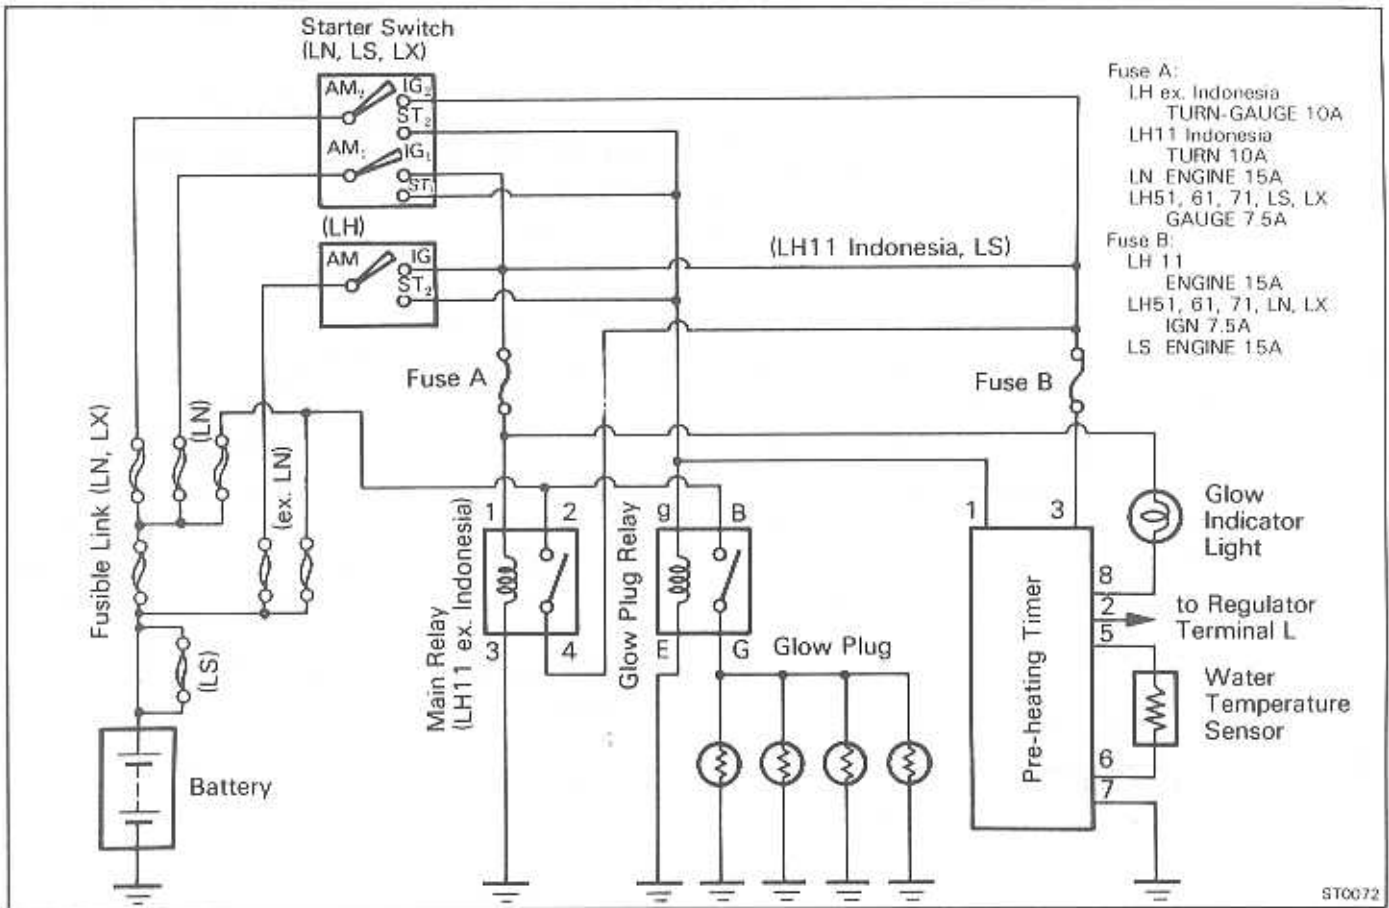 Starter Switch
(LN, LS, LX)
AM₂
IG₂
ST₂
AM₁
IG₁
ST₁
(LH)
AM
IG
ST₂
(LH11 Indonesia, LS)
Fuse A:
LH ex. Indonesia
TURN-GAUGE 10A
LH11 Indonesia
TURN 10A
LN ENGINE 15A
LH51, 61, 71, LS, LX
GAUGE 7.5A
Fuse B:
LH 11
ENGINE 15A
LH51, 61, 71, LN, LX
IGN 7.5A
LS ENGINE 15A
Fuse A
Fuse B
Fusible Link (LN, LX)
(LN)
(ex. LN)
(LS)
Battery
Main Relay
(LH11 ex. Indonesia)
1
2
3
4
Glow Plug Relay
g
B
E
G
Glow Plug
1
3
Pre-heating Timer
8
2
5
6
7
Glow
Indicator
Light
to Regulator
Terminal L
Water
Temperature
Sensor
ST0072